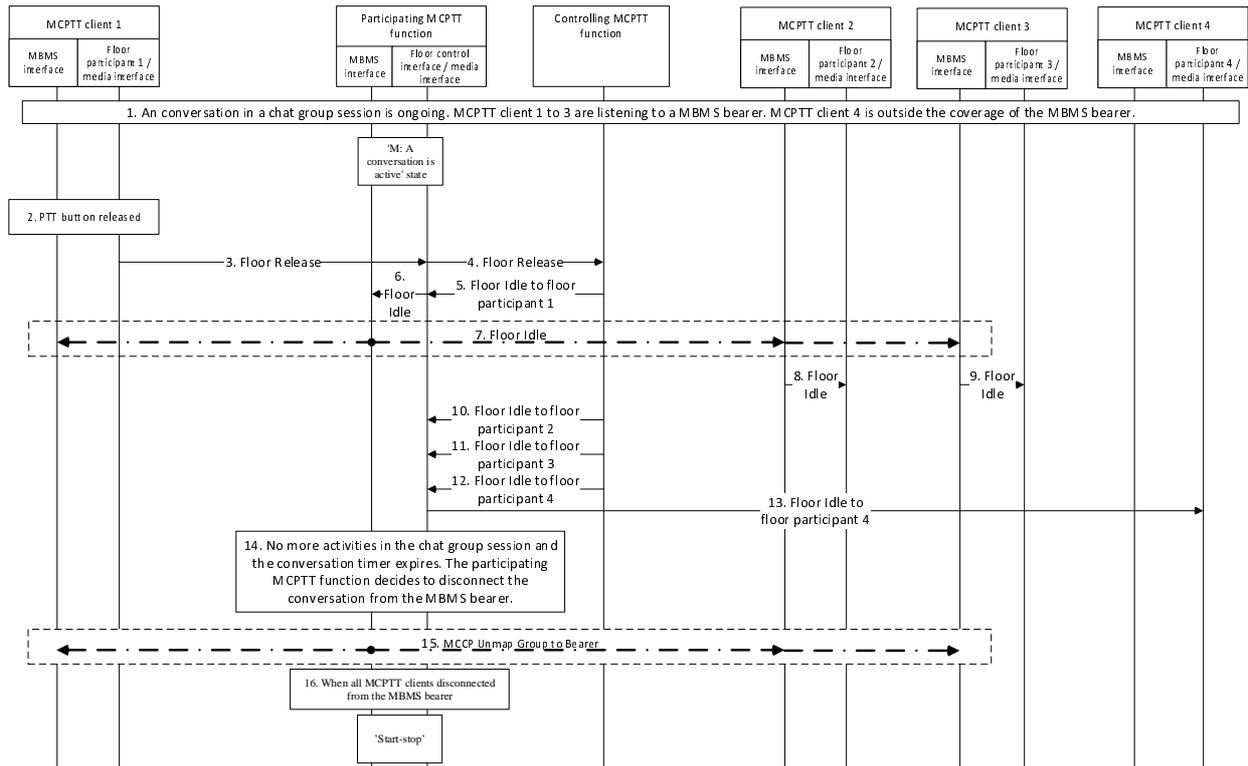 MCPTT client 1
MBMS
interface
Floor
participant 1 /
media interface
Participating MCPTT
function
MBMS
interface
Floor control
interface / media
interface
Controlling MCPTT
function
MCPTT client 2
MBMS
interface
Floor
participant 2 /
media interface
MCPTT client 3
MBMS
interface
Floor
participant 3 /
media interface
MCPTT client 4
MBMS
interface
Floor
participant 4 /
media interface
1. An conversation in a chat group session is ongoing. MCPTT client 1 to 3 are listening to a MBMS bearer. MCPTT client 4 is outside the coverage of the MBMS bearer.
'M: A
conversation is
active' state
2. PTT button released
3. Floor Release
4. Floor Release
5. Floor Idle to floor
participant 1
6.
Floor
Idle
7. Floor Idle
8. Floor
Idle
9. Floor
Idle
10. Floor Idle to floor
participant 2
11. Floor Idle to floor
participant 3
12. Floor Idle to floor
participant 4
13. Floor Idle to
floor participant 4
14. No more activities in the chat group session and
the conversation timer expires. The participating
MCPTT function decides to disconnect the
conversation from the MBMS bearer.
15. MCCP Unmap Group to Bearer
16. When all MCPTT clients disconnected
from the MBMS bearer
'Start-stop'